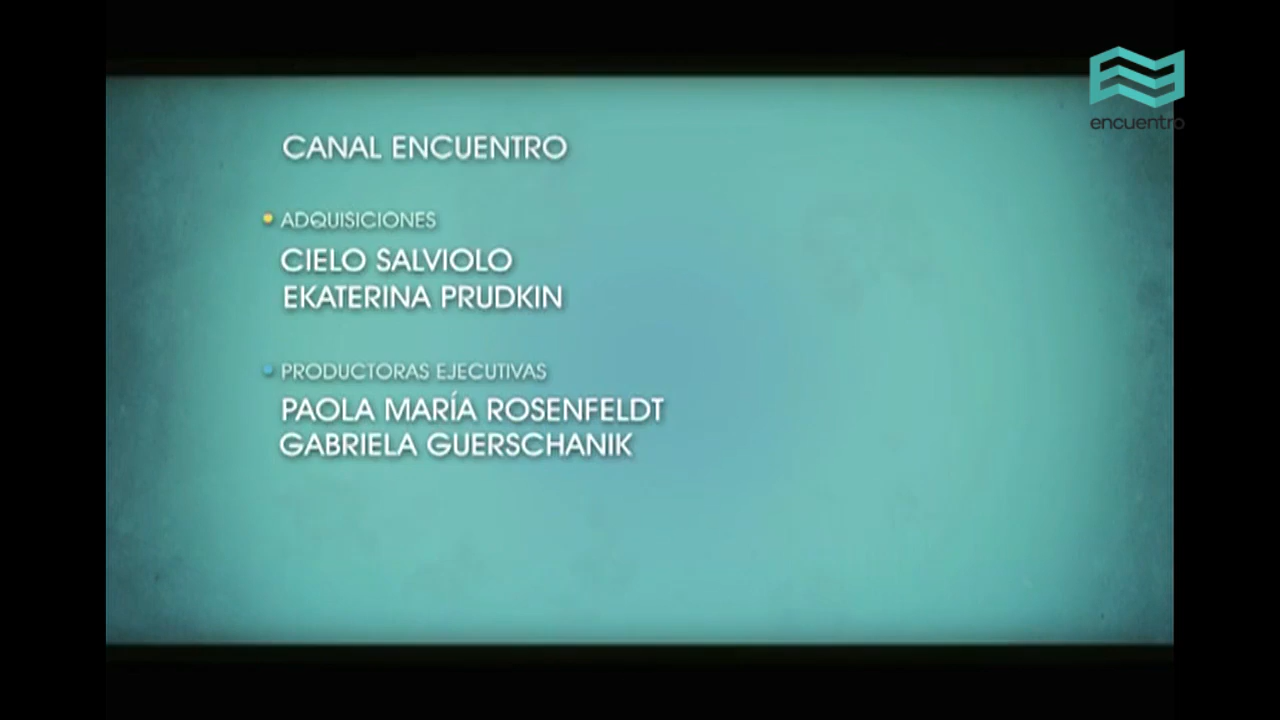 encuentro
CANAL ENCUENTRO
ADQUISICIONES
CIELO SALVIOLO
EKATERINA PRUDKIN
PRODUCTORAS EJECUTIVAS
PAOLA MARÍA ROSENFELDT
GABRIELA GUERSCHANIK